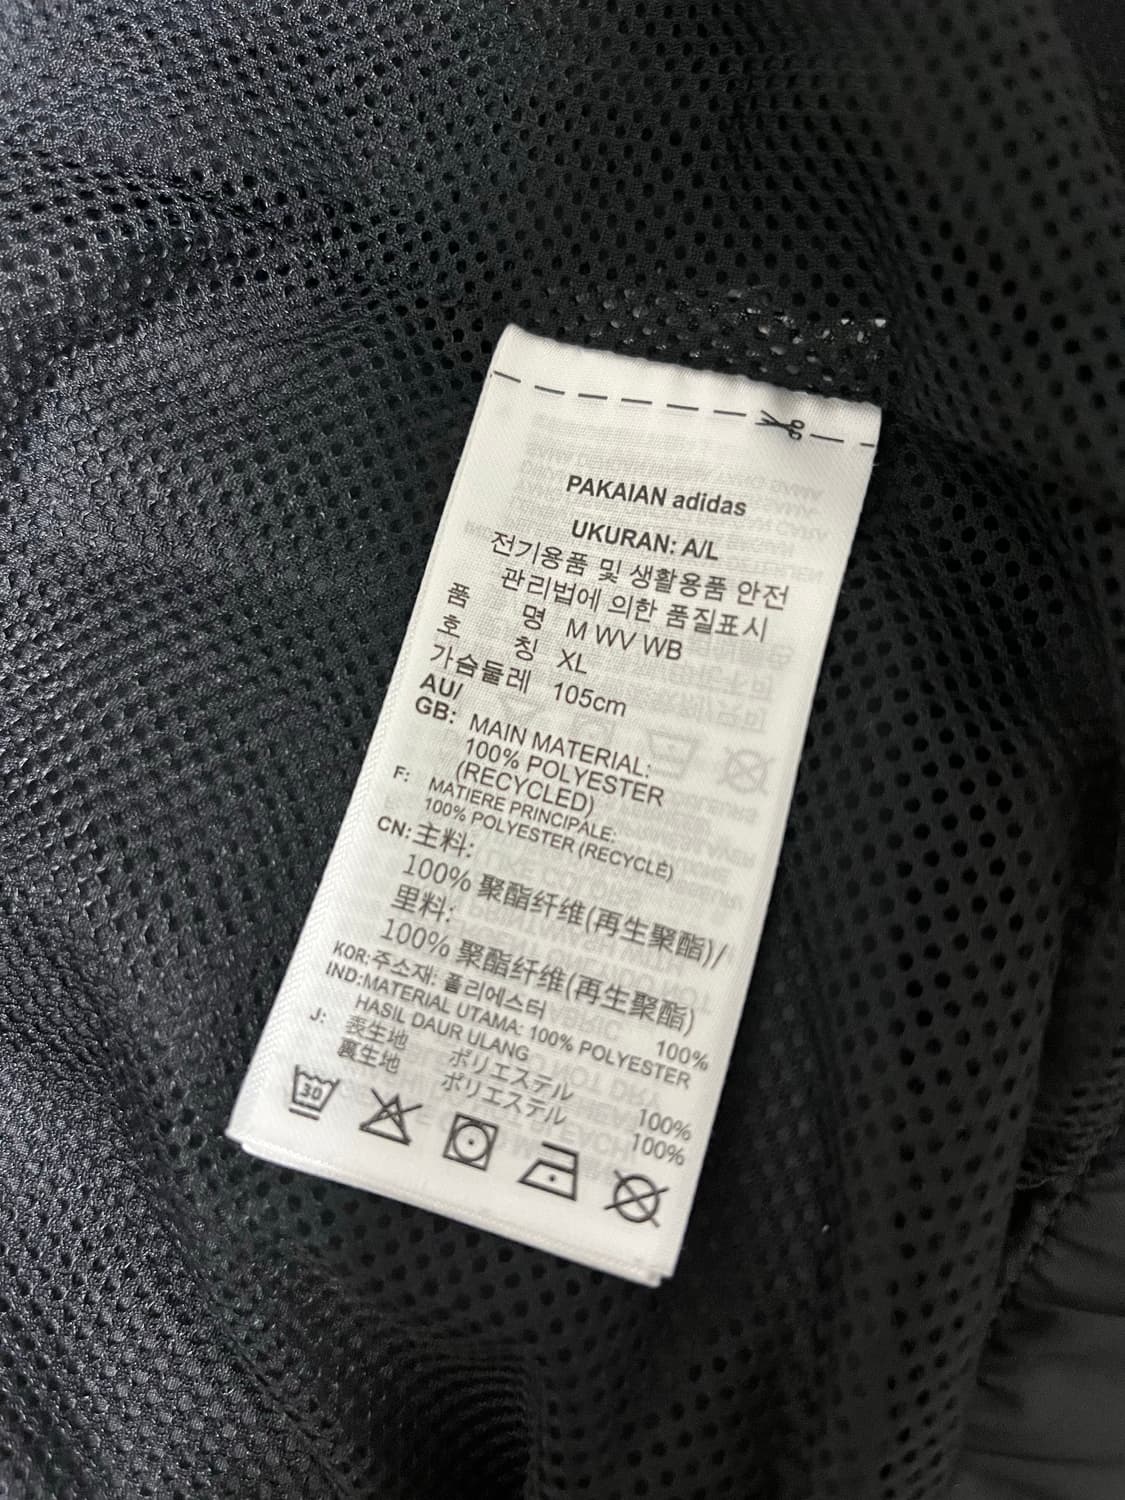 PAKAIAN adidas
UKURAN: A/L
전기용품 및 생활용품 안전
관리법에 의한 품질표시
품 명 M WV WB
호 칭 XL
가슴둘레 105cm
AU/
GB: MAIN MATERIAL:
100% POLYESTER
(RECYCLED)
F: MATIERE PRINCIPALE:
100% POLYESTER (RECYCLÉ)
CN:主料:
100% 聚酯纤维(再生聚酯)/
里料:
100% 聚酯纤维(再生聚酯)
KOR:주소재: 폴리에스터 100%
IND:MATERIAL UTAMA: 100% POLYESTER
HASIL DAUR ULANG
J: 表生地 ポリエステル 100%
裏生地 ポリエステル 100%
30